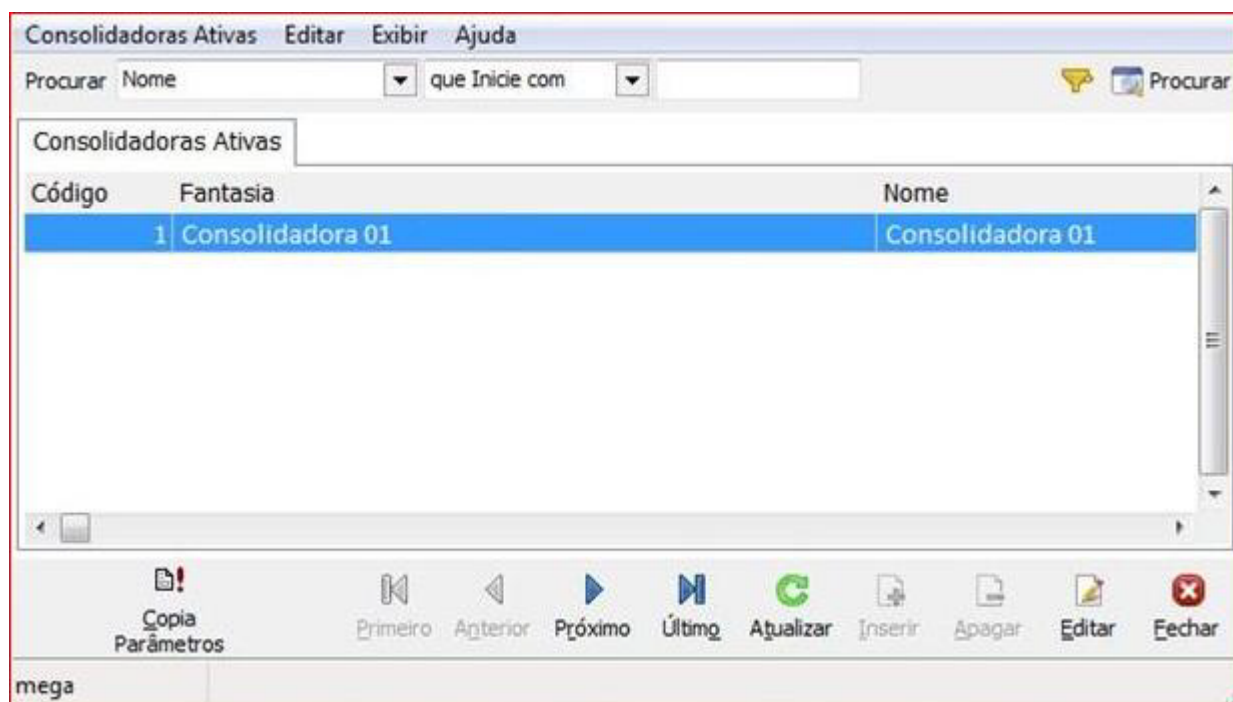 Consolidadoras Ativas Editar Exibir Ajuda
Procurar Nome que Inicie com Procurar
Consolidadoras Ativas
Código Fantasia Nome
1 Consolidadora 01 Consolidadora 01
Copia Parâmetros
Primeiro Anterior Próximo Último Atualizar Inserir Apagar Editar Fechar
mega